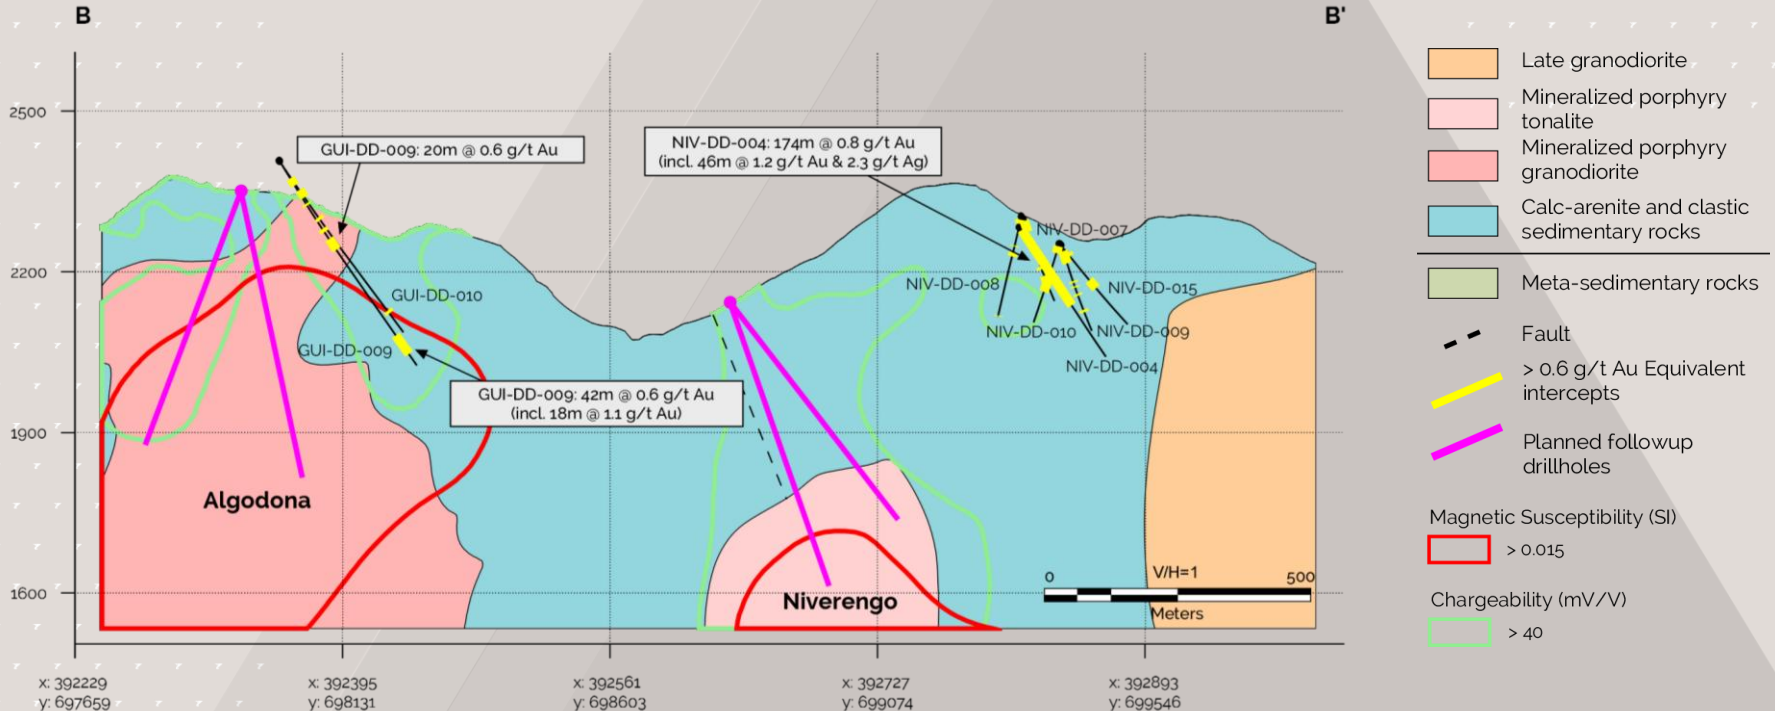 B
B'
2500
2200
1900
1600
GUI-DD-009: 20m @ 0.6 g/t Au
NIV-DD-004: 174m @ 0.8 g/t Au
(incl. 46m @ 1.2 g/t Au & 2.3 g/t Ag)
NIV-DD-007
NIV-DD-008
NIV-DD-015
GUI-DD-010
NIV-DD-010
NIV-DD-009
GUI-DD-009
NIV-DD-004
GUI-DD-009: 42m @ 0.6 g/t Au
(incl. 18m @ 1.1 g/t Au)
Algodona
Niverengo
0
V/H=1
500
Meters
x: 392229
y: 697659
x: 392395
y: 698131
x: 392561
y: 698603
x: 392727
y: 699074
x: 392893
y: 699546
Late granodiorite
Mineralized porphyry
tonalite
Mineralized porphyry
granodiorite
Calc-arenite and clastic
sedimentary rocks
Meta-sedimentary rocks
Fault
> 0.6 g/t Au Equivalent
intercepts
Planned followup
drillholes
Magnetic Susceptibility (SI)
> 0.015
Chargeability (mV/V)
> 40